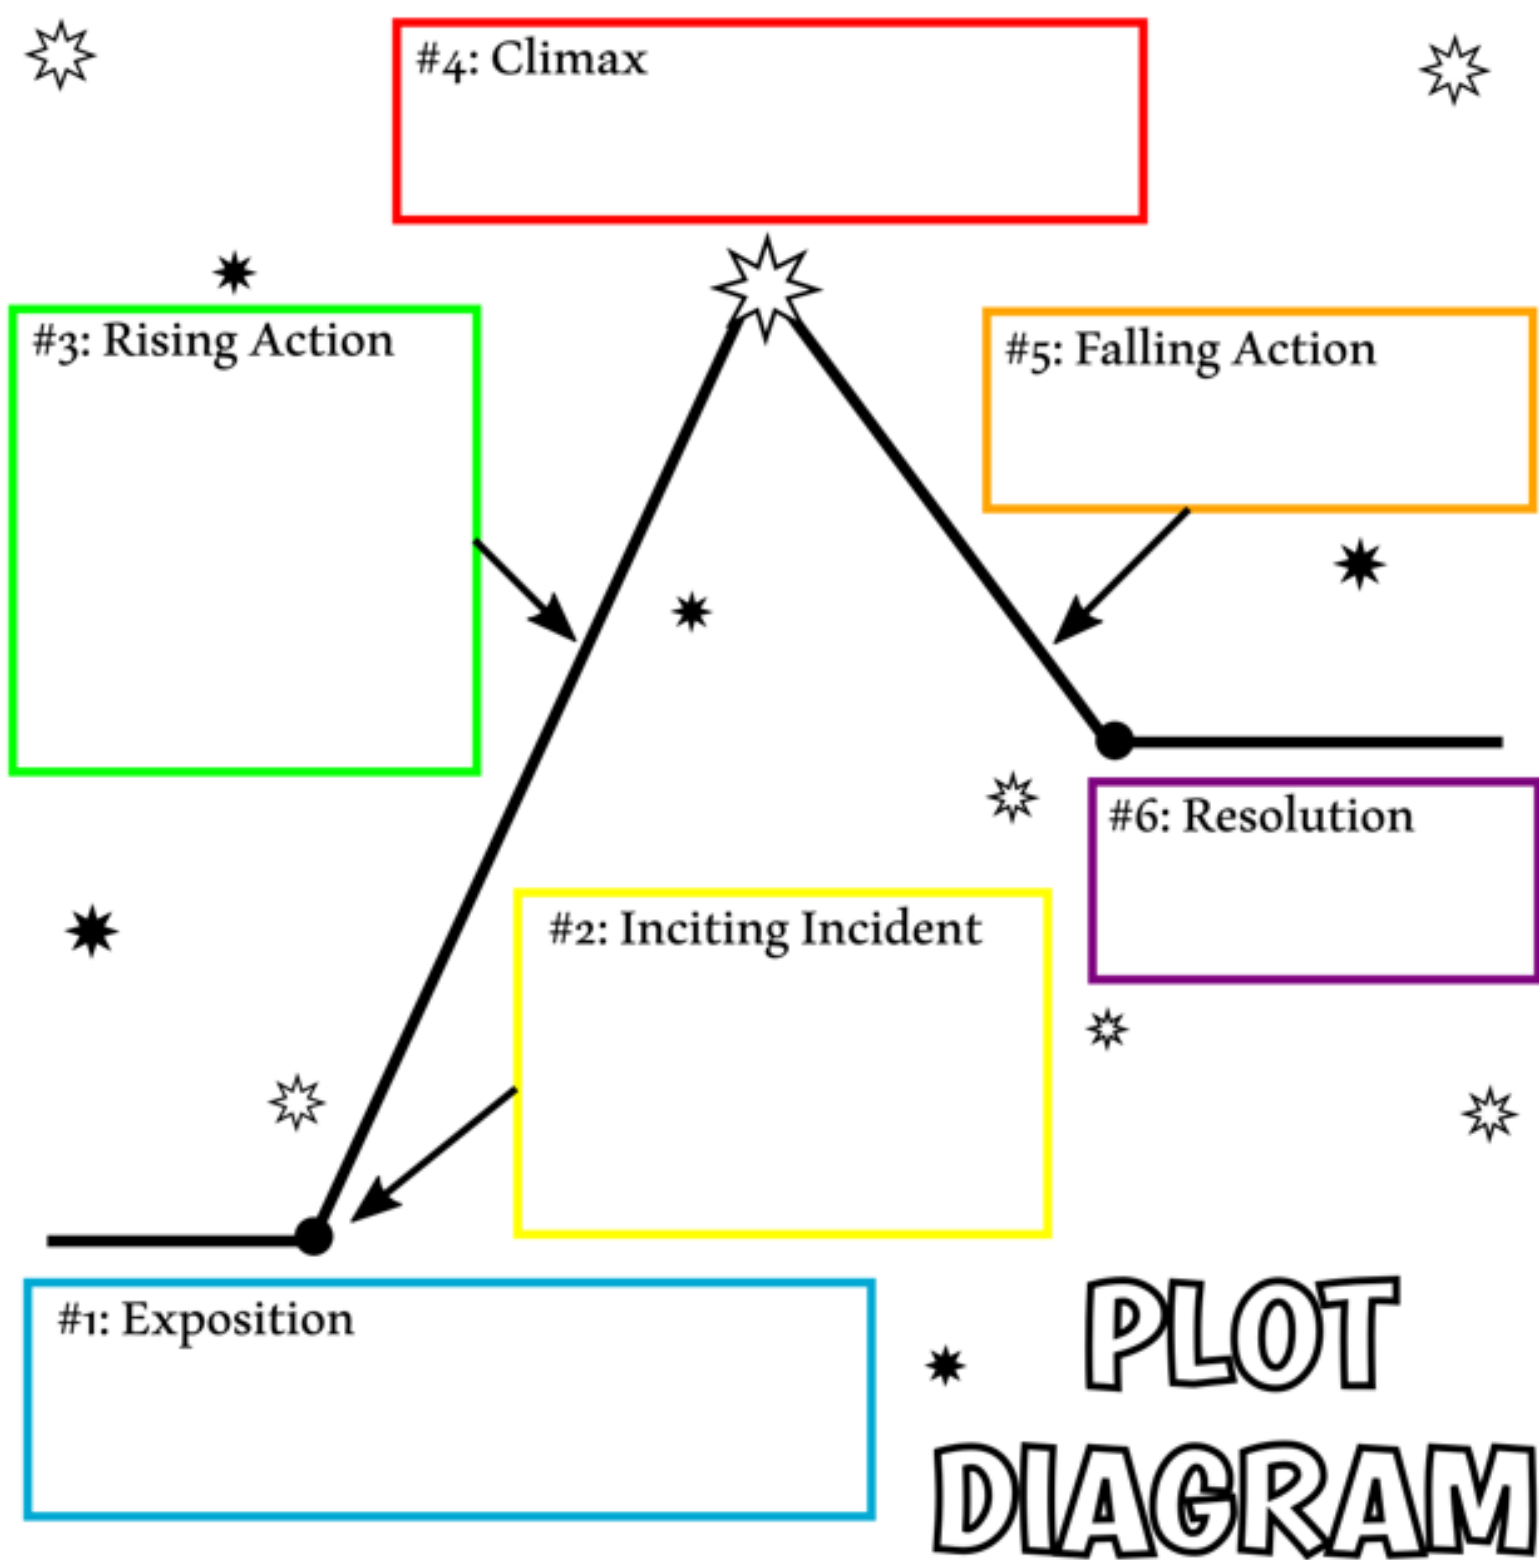 #4: Climax
#3: Rising Action
#5: Falling Action
#6: Resolution
#2: Inciting Incident
#1: Exposition
PLOT
DIAGRAM